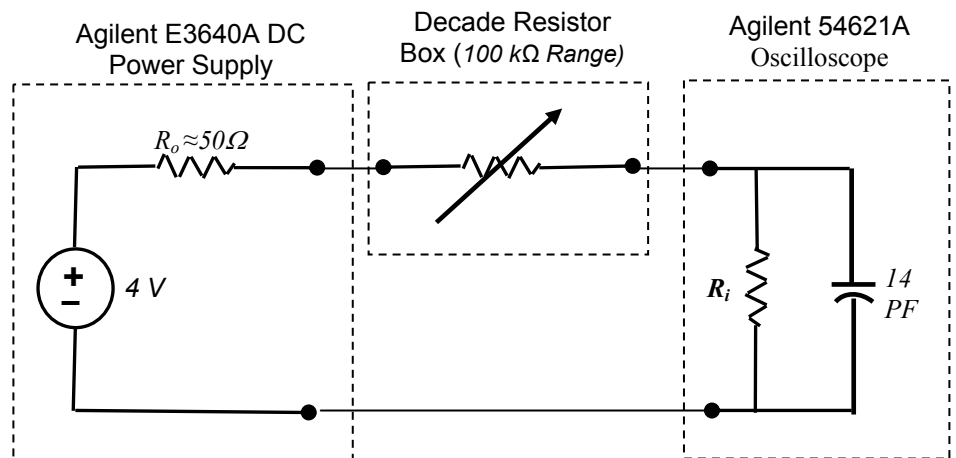 Agilent E3640A DC
Power Supply
Decade Resistor
Box (100 kΩ Range)
Agilent 54621A
Oscilloscope
Rₒ≈50Ω
+
−
4 V
Rᵢ
14
PF